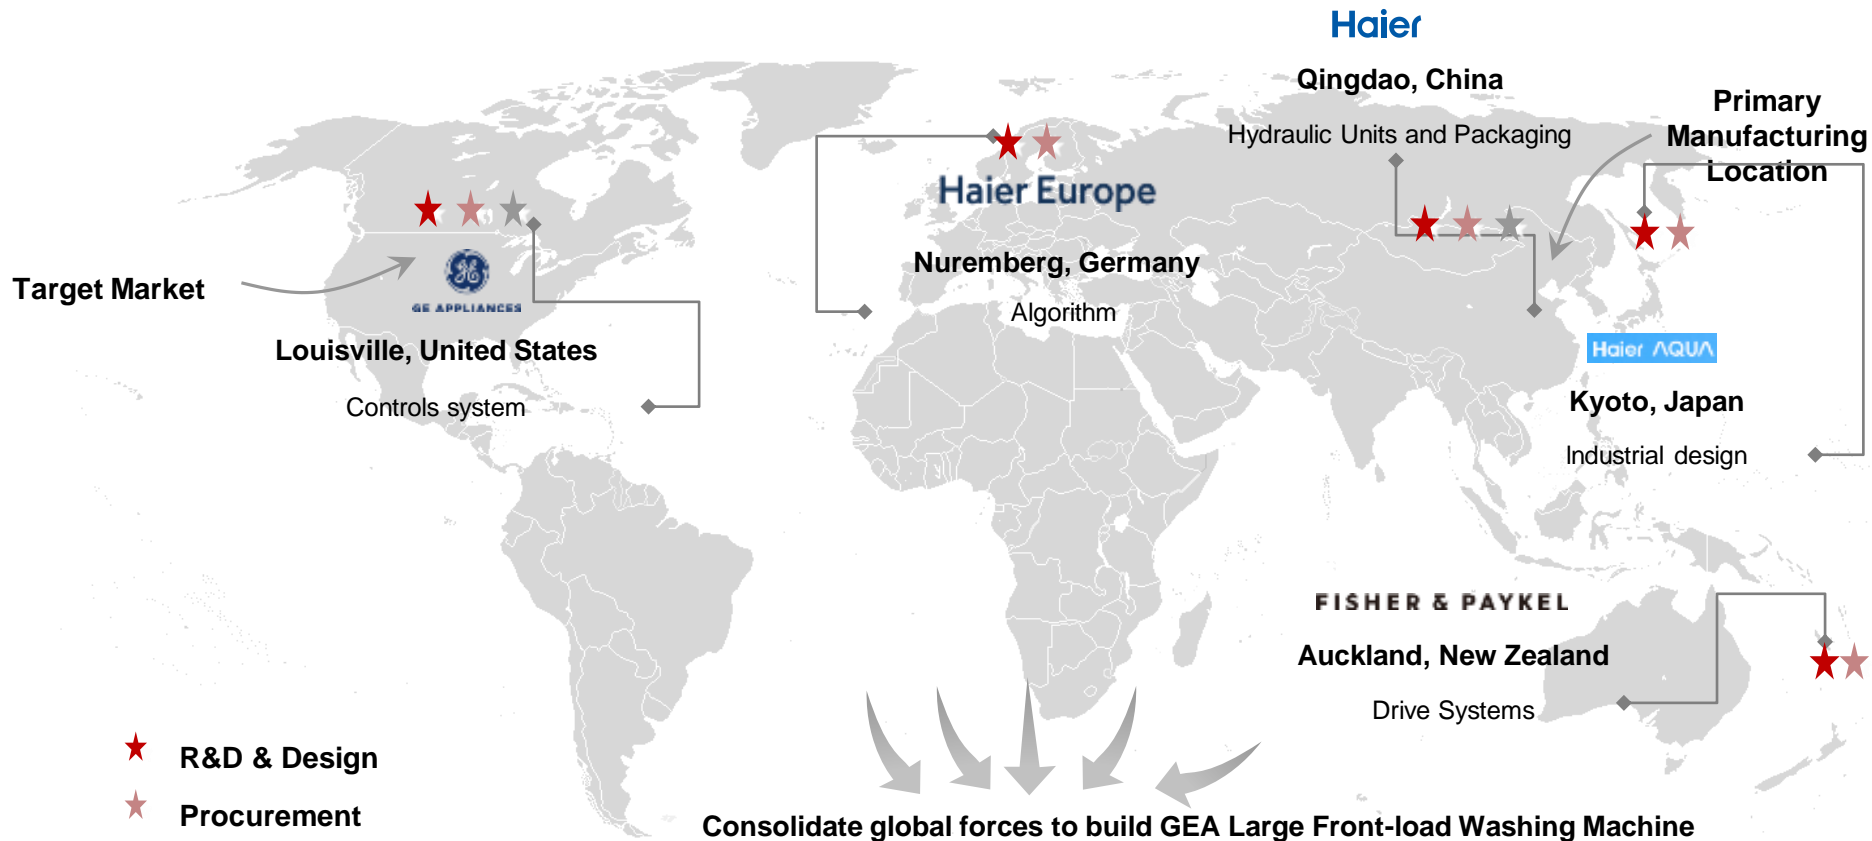 Haier
Qingdao, China
Hydraulic Units and Packaging
Primary
Manufacturing
Location
Haier Europe
Nuremberg, Germany
Algorithm
Target Market
GE APPLIANCES
Louisville, United States
Controls system
Haier AQUA
Kyoto, Japan
Industrial design
FISHER & PAYKEL
Auckland, New Zealand
Drive Systems
R&D & Design
Procurement
Consolidate global forces to build GEA Large Front-load Washing Machine